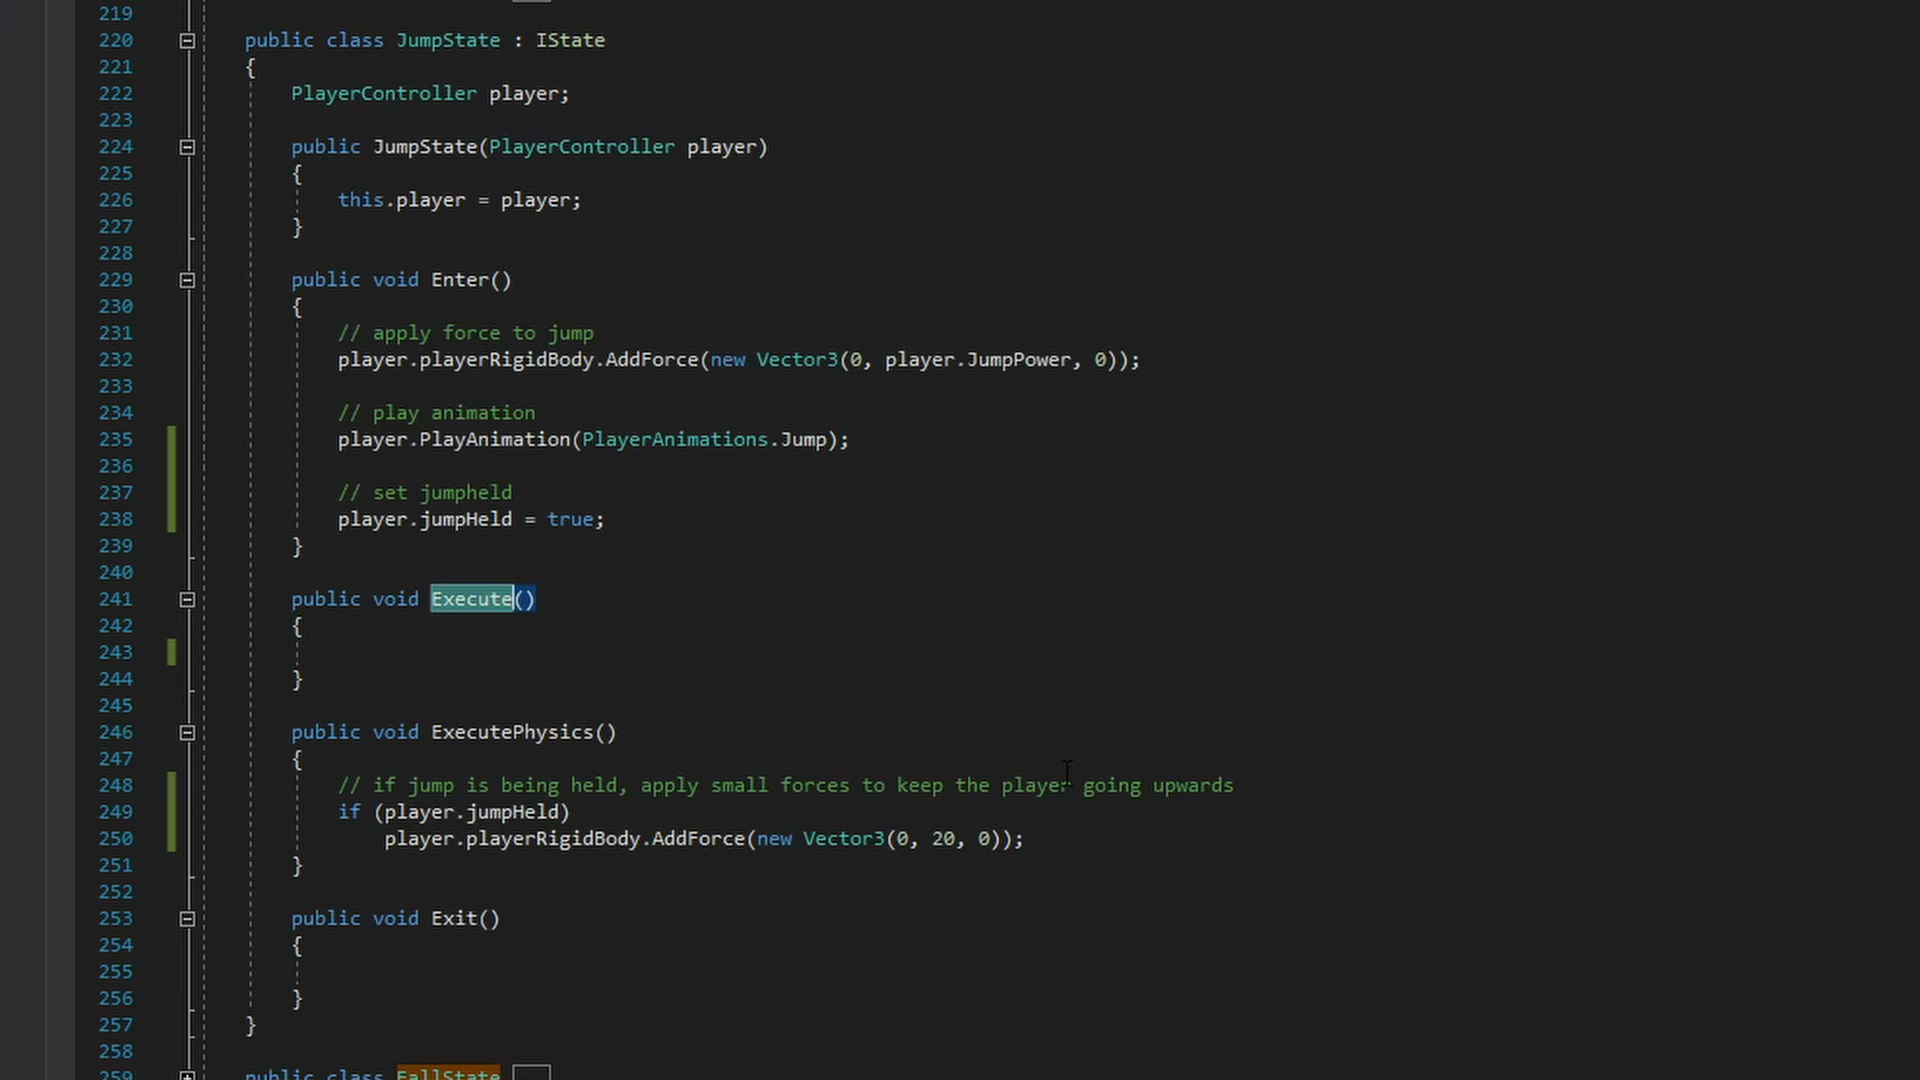 219
220 public class JumpState : IState
221 {
222 PlayerController player;
223
224 public JumpState(PlayerController player)
225 {
226 this.player = player;
227 }
228
229 public void Enter()
230 {
231 // apply force to jump
232 player.playerRigidBody.AddForce(new Vector3(0, player.JumpPower, 0));
233
234 // play animation
235 player.PlayAnimation(PlayerAnimations.Jump);
236
237 // set jumpheld
238 player.jumpHeld = true;
239 }
240
241 public void Execute()
242 {
243
244 }
245
246 public void ExecutePhysics()
247 {
248 // if jump is being held, apply small forces to keep the player going upwards
249 if (player.jumpHeld)
250 player.playerRigidBody.AddForce(new Vector3(0, 20, 0));
251 }
252
253 public void Exit()
254 {
255
256 }
257 }
258
259 public class FallState ...